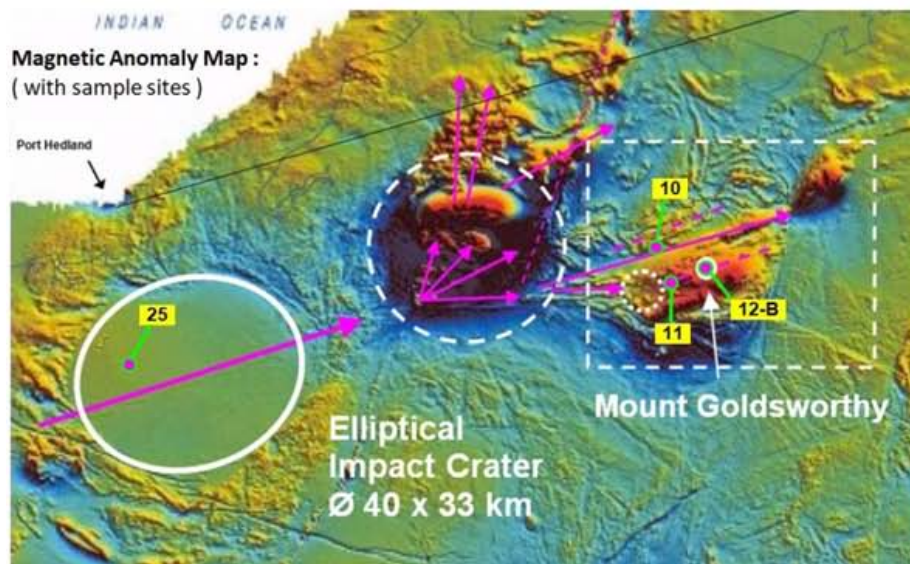 INDIAN OCEAN
Magnetic Anomaly Map :
( with sample sites )
Port Hedland
10
25
11
12-B
Mount Goldsworthy
Elliptical
Impact Crater
Ø 40 x 33 km